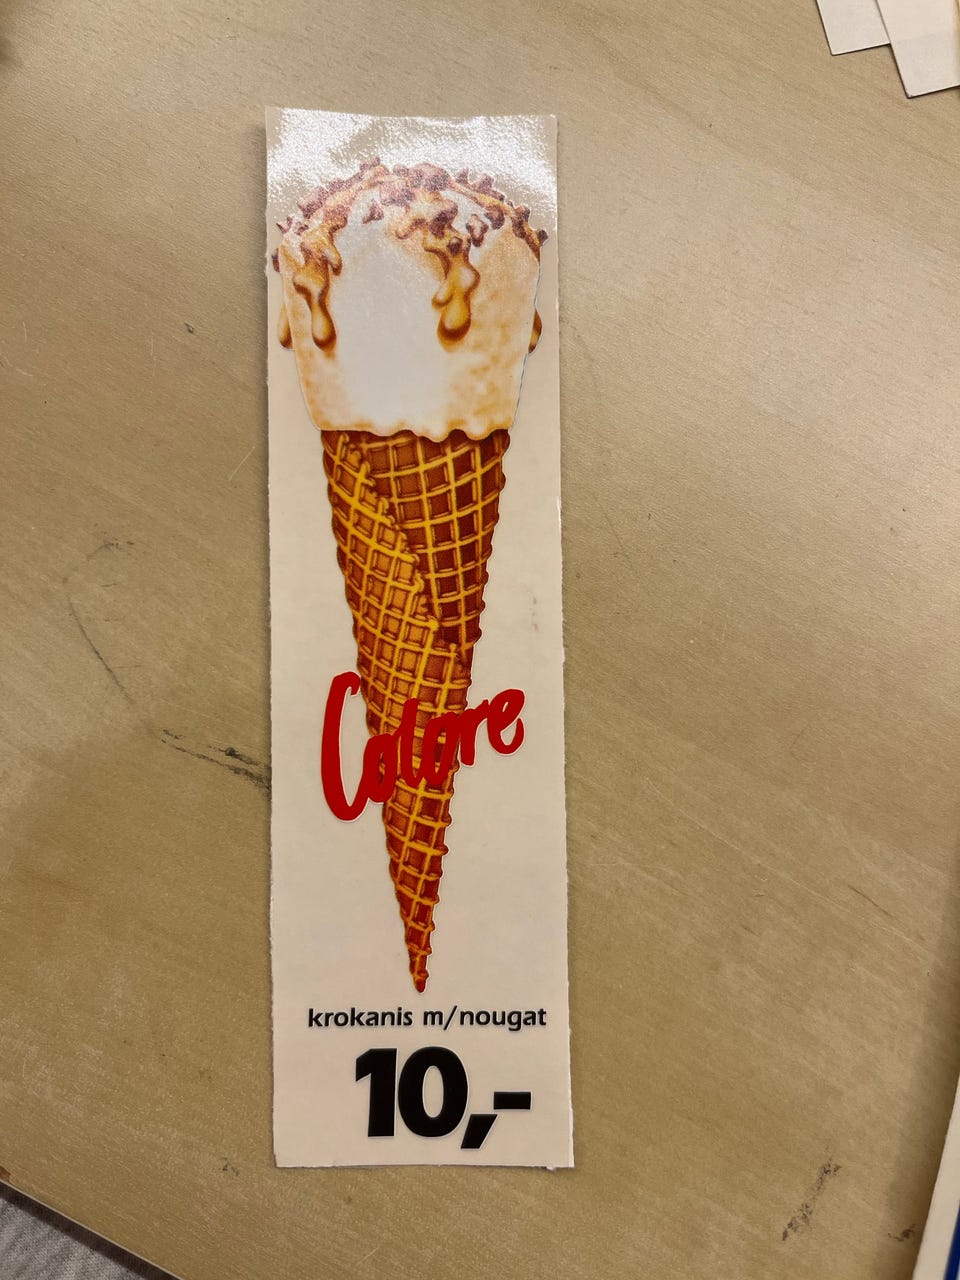 Colore
krokanis m/nougat
10,-